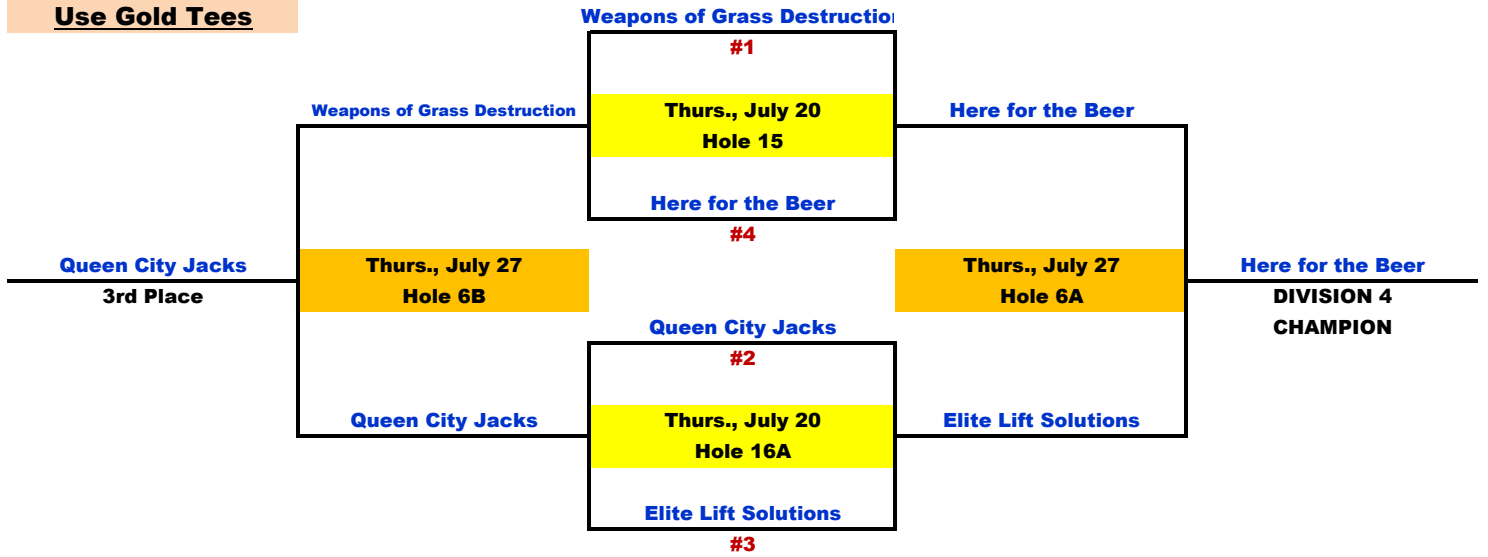 Use Gold Tees
Weapons of Grass Destruction
#1
Weapons of Grass Destruction
Thurs., July 20
Hole 15
Here for the Beer
Here for the Beer
#4
Queen City Jacks
3rd Place
Thurs., July 27
Hole 6B
Thurs., July 27
Hole 6A
Here for the Beer
DIVISION 4
CHAMPION
Queen City Jacks
#2
Queen City Jacks
Thurs., July 20
Hole 16A
Elite Lift Solutions
Elite Lift Solutions
#3